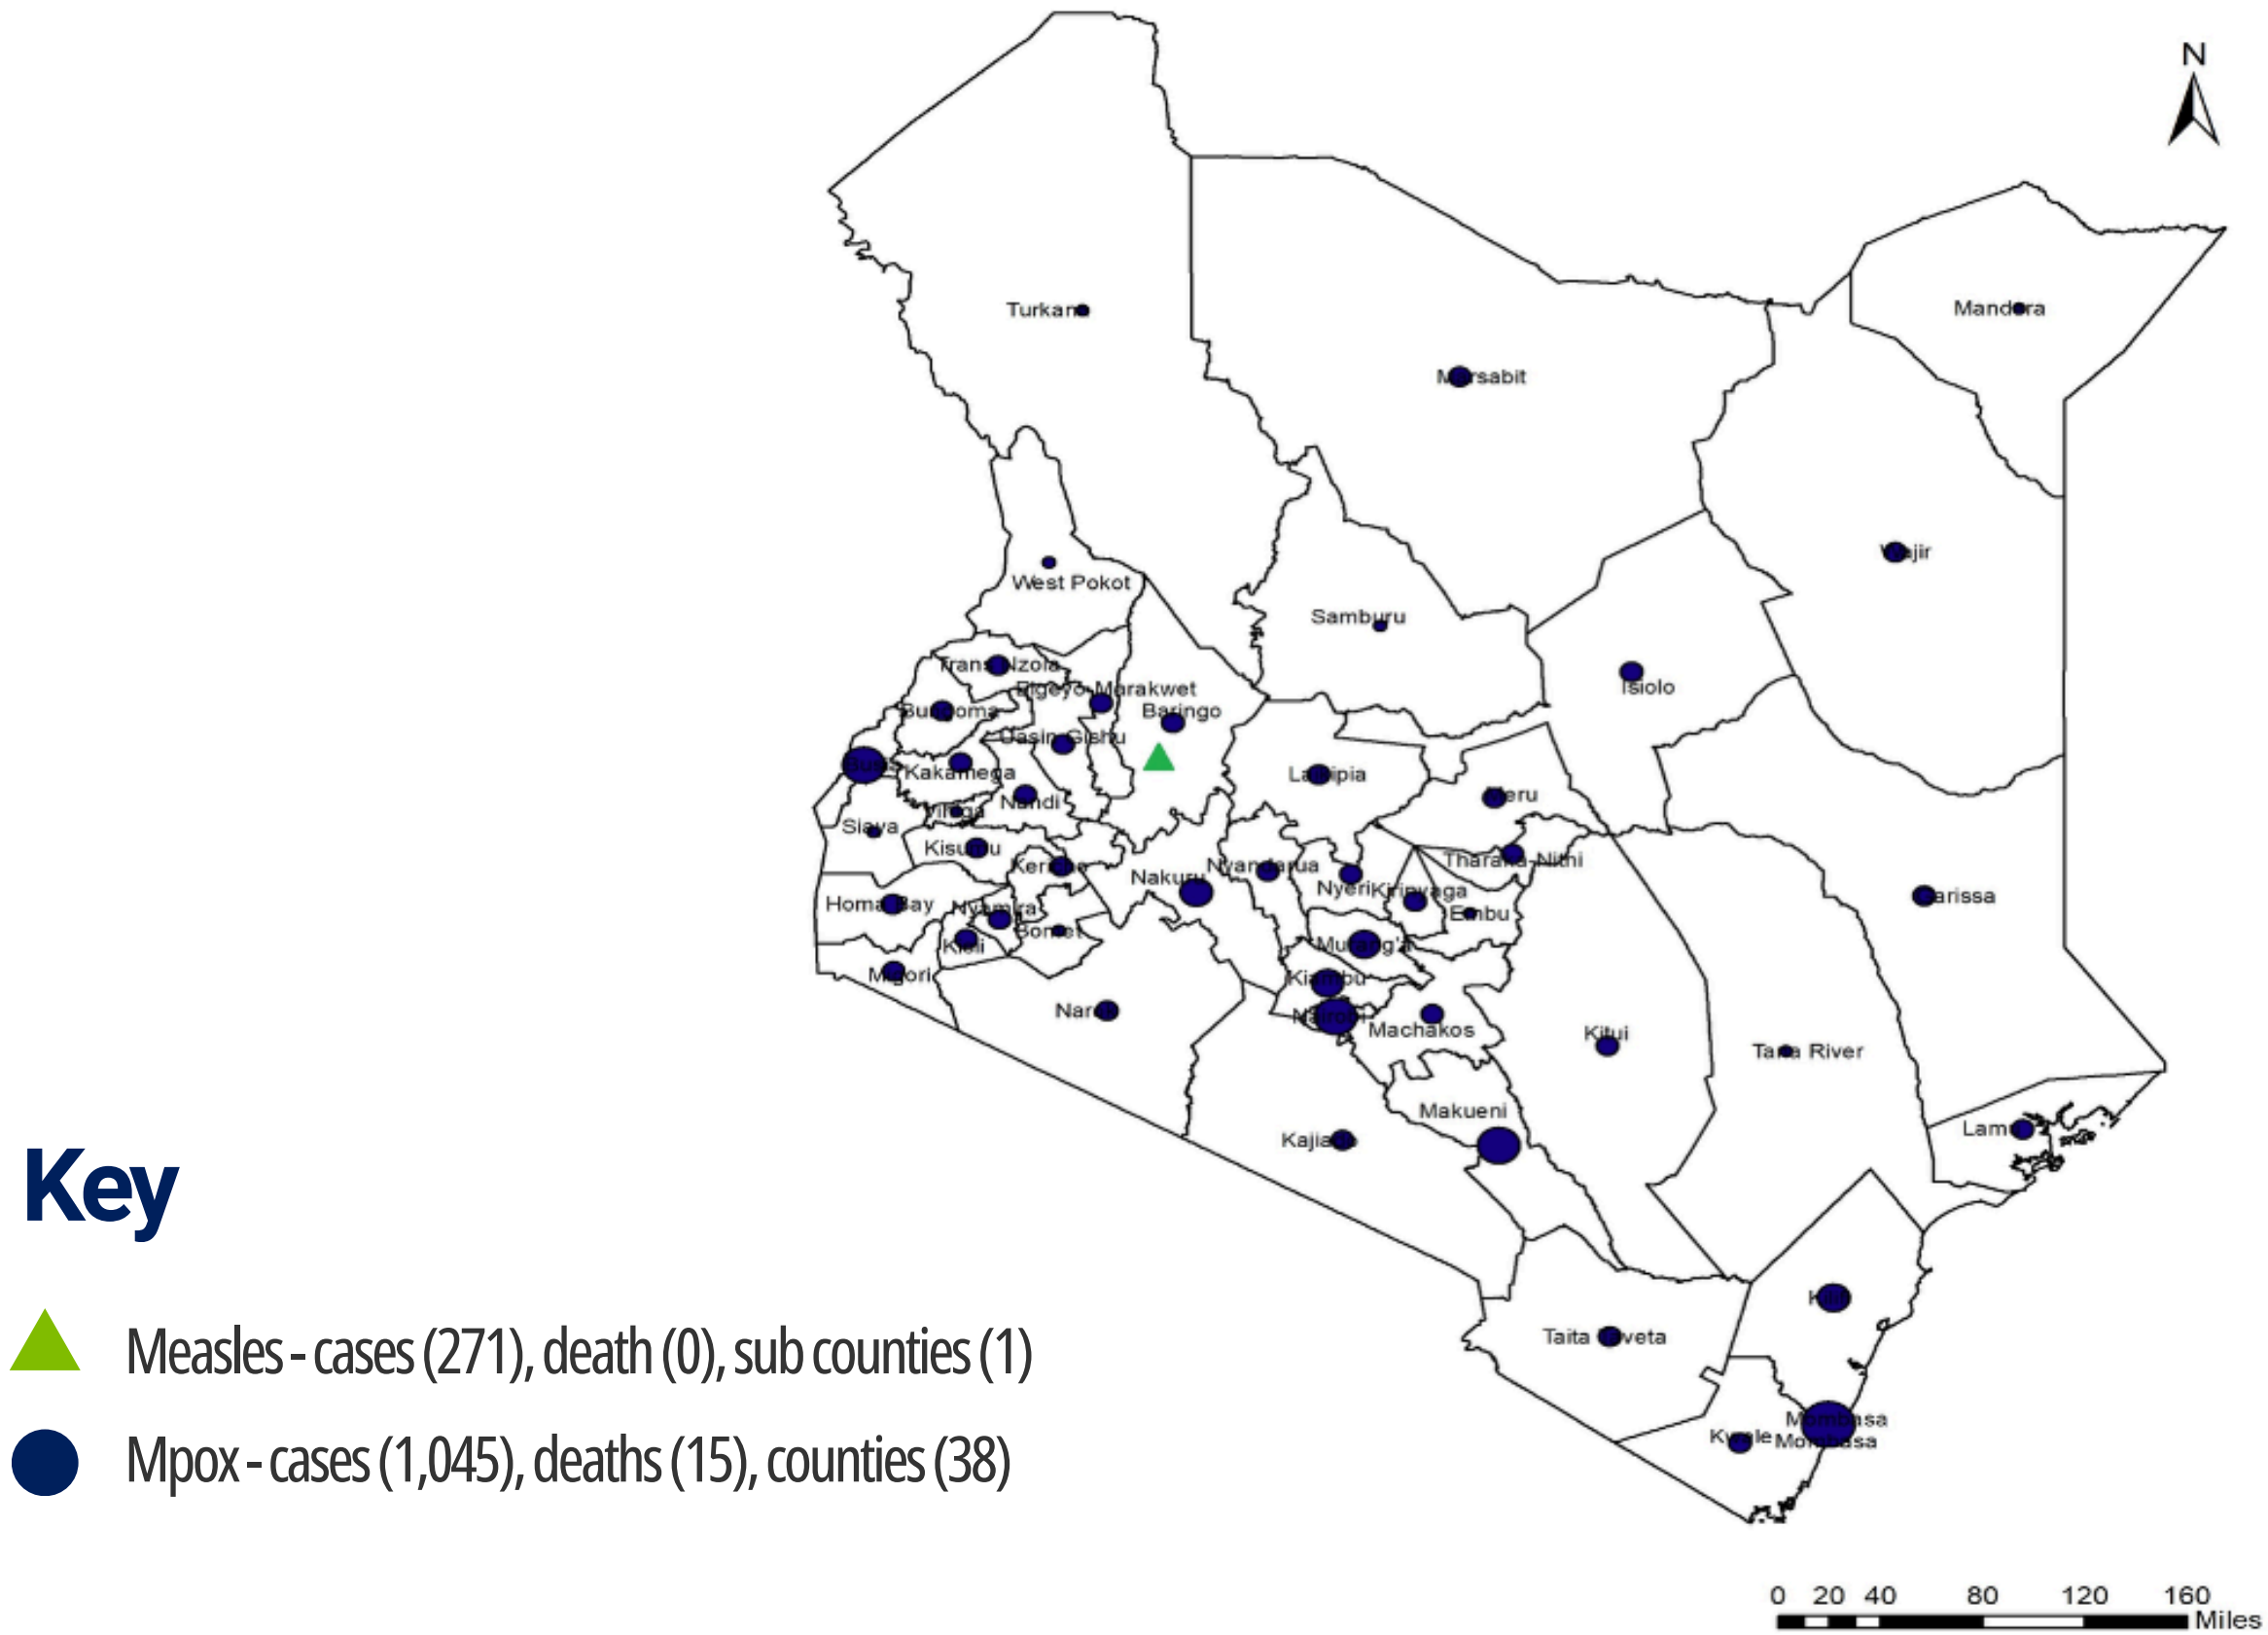 N
Turkana
Mandera
Marsabit
Wajir
West Pokot
Samburu
Trans Nzoia
Isiolo
Elgeyo-Marakwet
Bungoma
Baringo
Uasin Gishu
Busia
Kakamega
Laikipia
Nandi
Meru
Vihiga
Siaya
Kisumu
Tharaka-Nithi
Kericho
Nyandarua
Nakuru
Nyeri
Kirinyaga
Garissa
Homa Bay
Nyamira
Embu
Bomet
Kisii
Murang'a
Migori
Kiambu
Narok
Nairobi
Machakos
Kitui
Tana River
Makueni
Lamu
Kajiado
Key
Kilifi
Measles - cases (271), death (0), sub counties (1)
Taita Taveta
Mombasa
Kwale
Mombasa
Mpox - cases (1,045), deaths (15), counties (38)
0 20 40 80 120 160
Miles